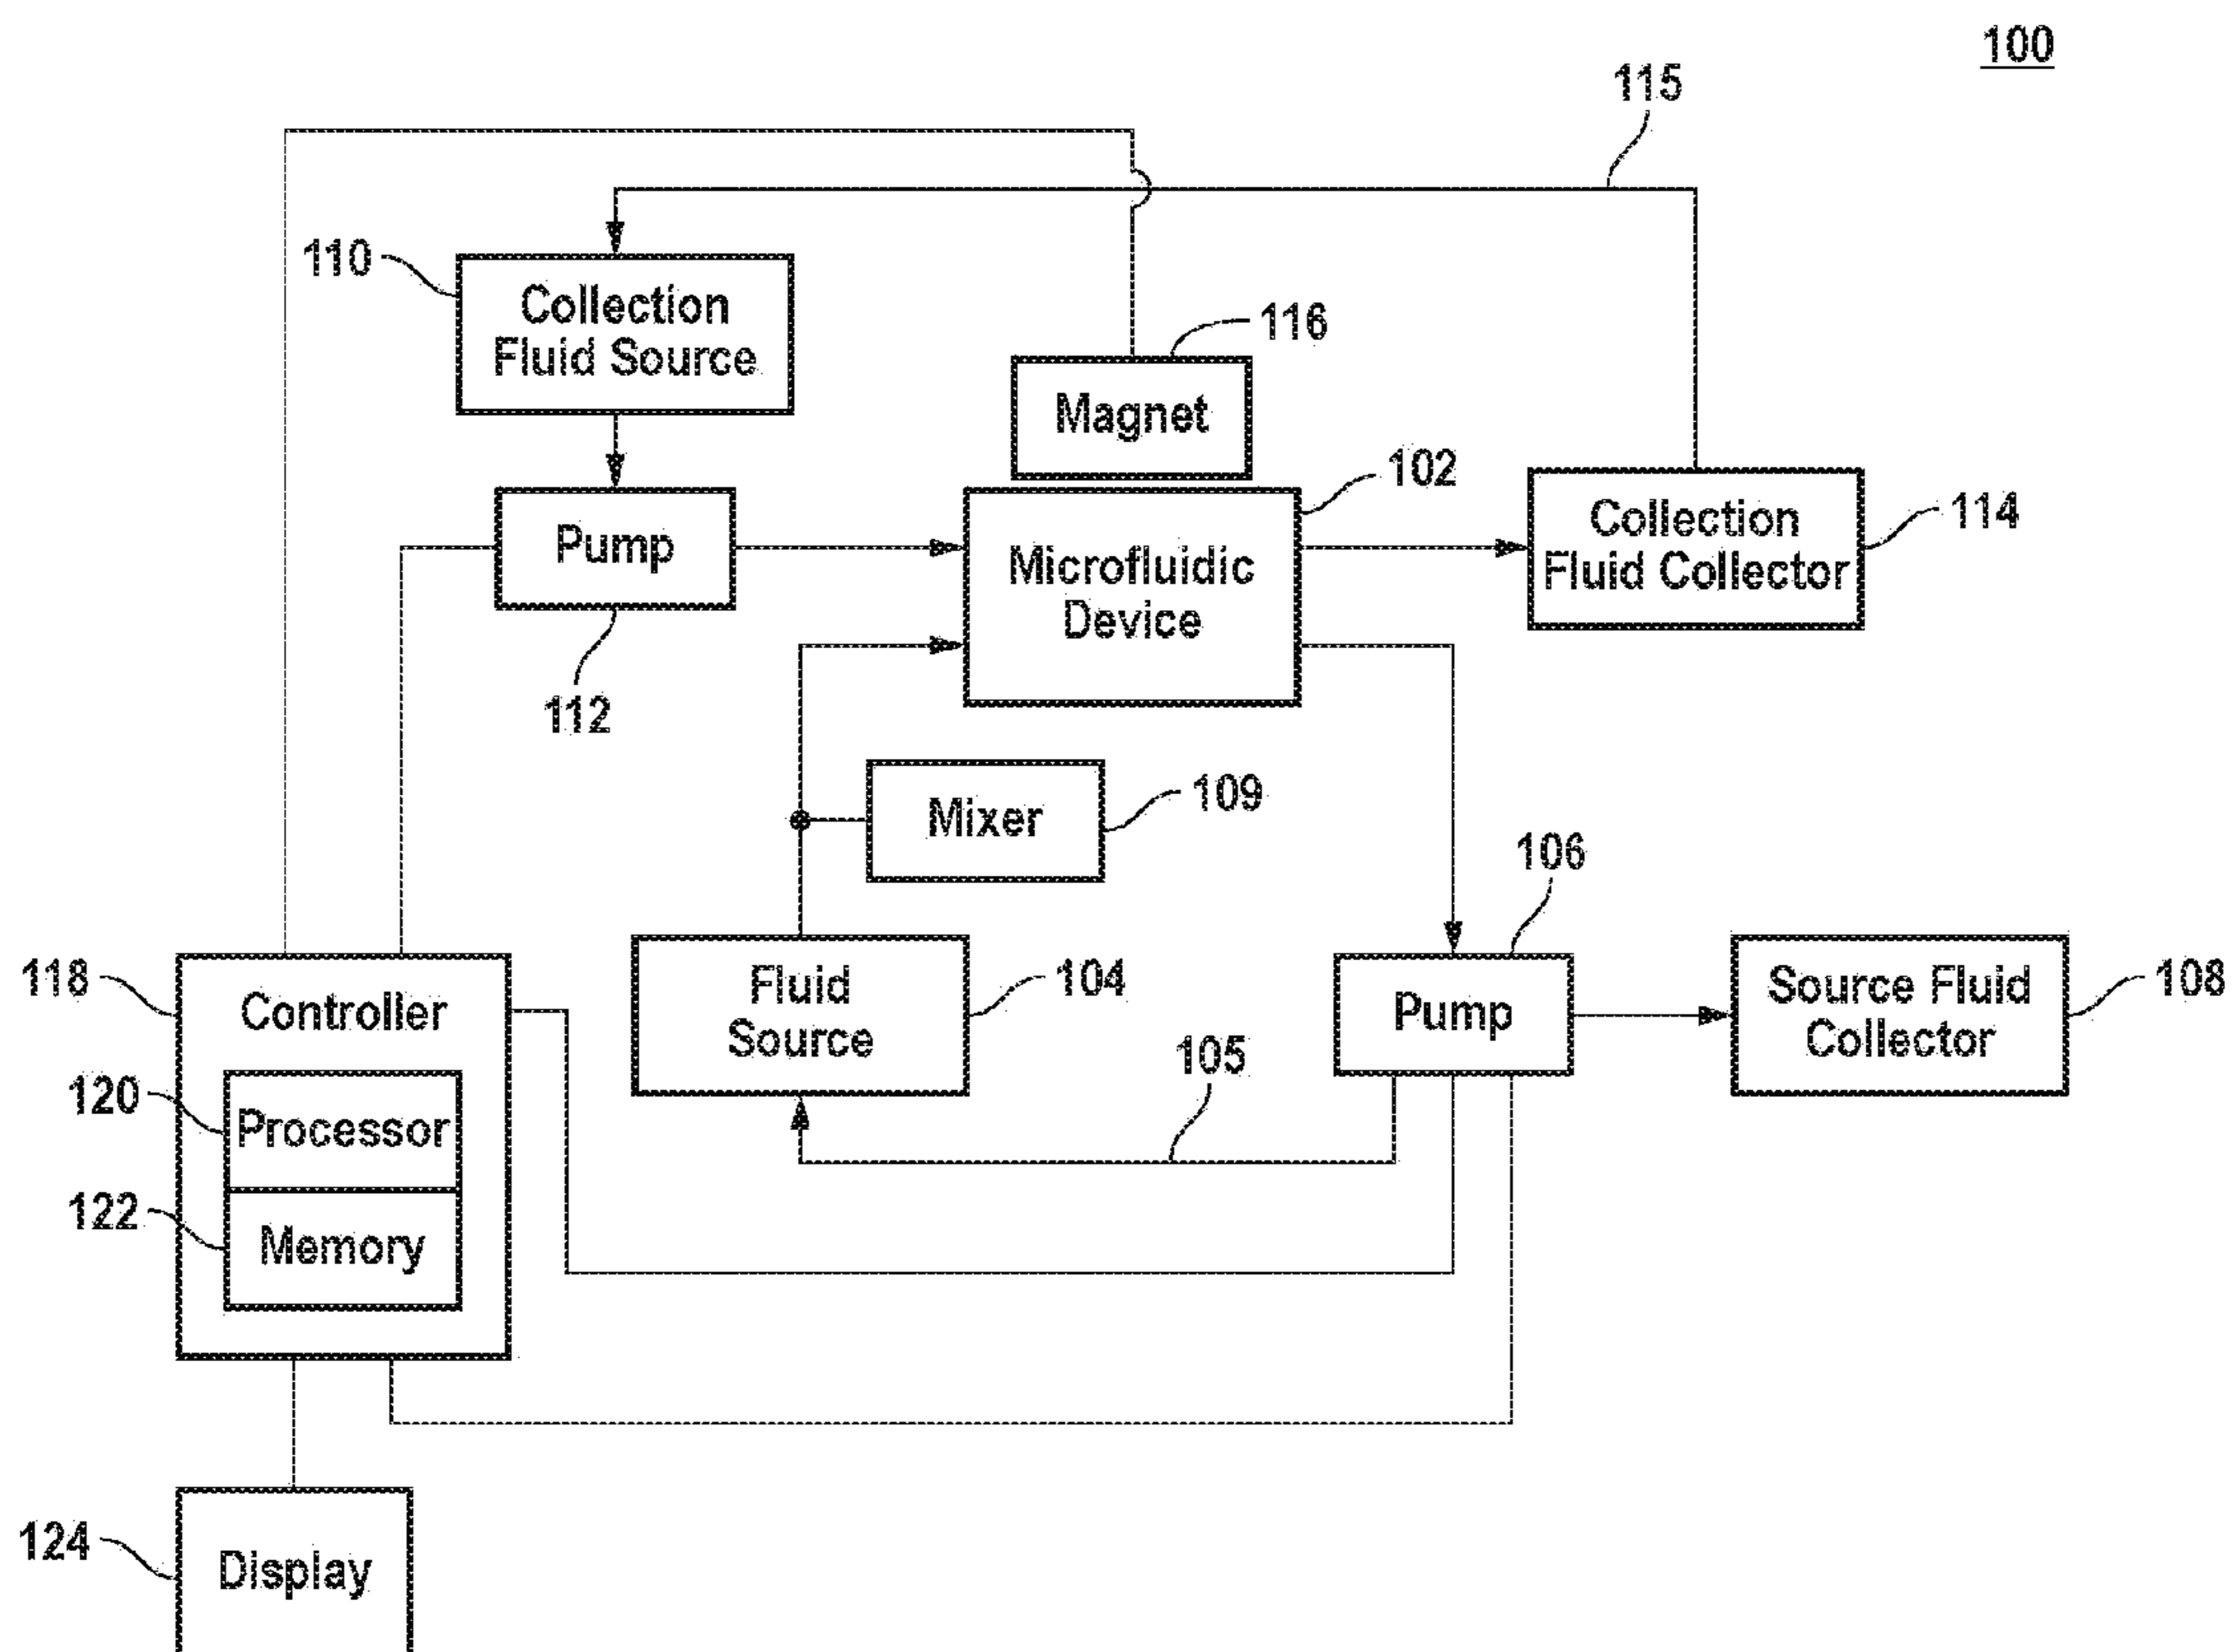 100
115
110
Collection
Fluid Source
116
Magnet
102
Collection
Fluid Collector
114
Pump
Microfluidic
Device
112
Mixer
109
106
118
Controller
Fluid
Source
104
Pump
Source Fluid
Collector
108
105
120
Processor
122
Memory
124
Display